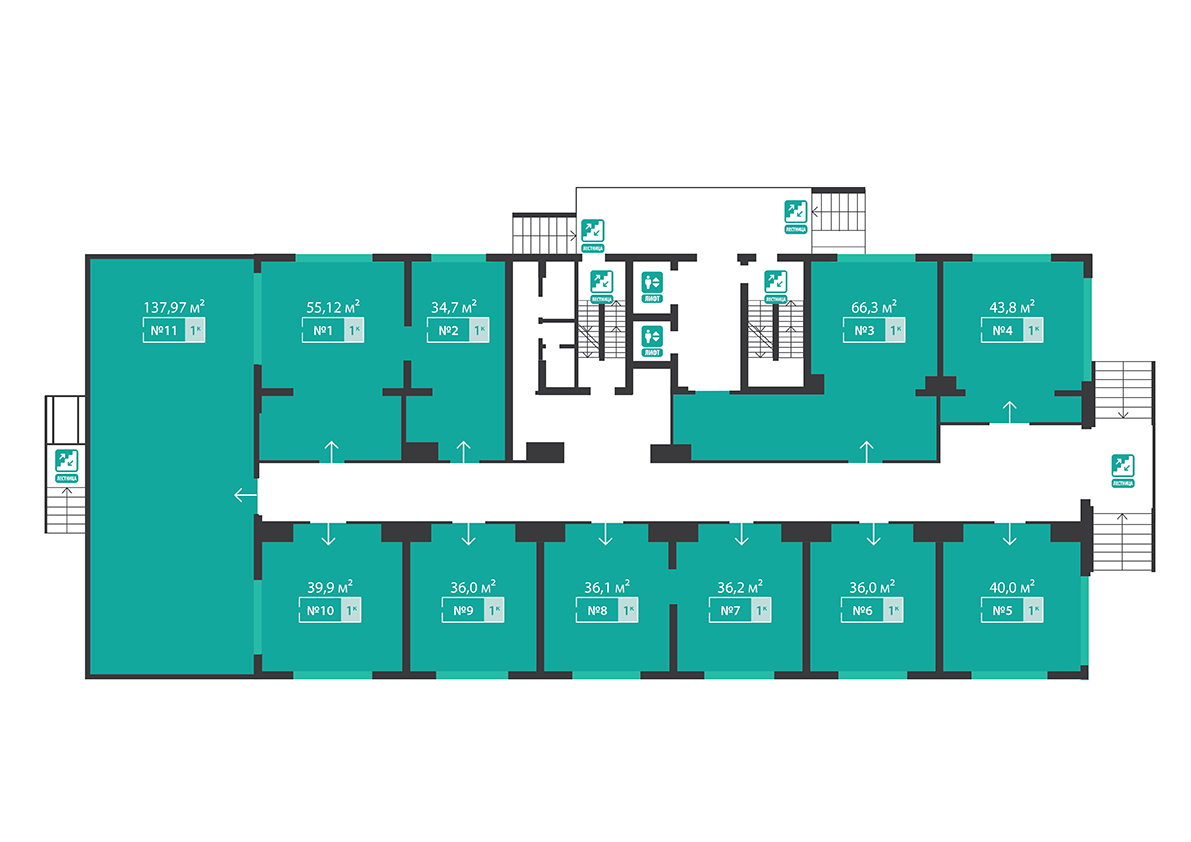 ЛЕСТНИЦА
ЛЕСТНИЦА
ЛЕСТНИЦА
ЛИФТ
ЛЕСТНИЦА
137,97 м²
№11 1к
55,12 м²
№1 1к
34,7 м²
№2 1к
66,3 м²
№3 1к
43,8 м²
№4 1к
ЛИФТ
ЛЕСТНИЦА
ЛЕСТНИЦА
39,9 м²
№10 1к
36,0 м²
№9 1к
36,1 м²
№8 1к
36,2 м²
№7 1к
36,0 м²
№6 1к
40,0 м²
№5 1к